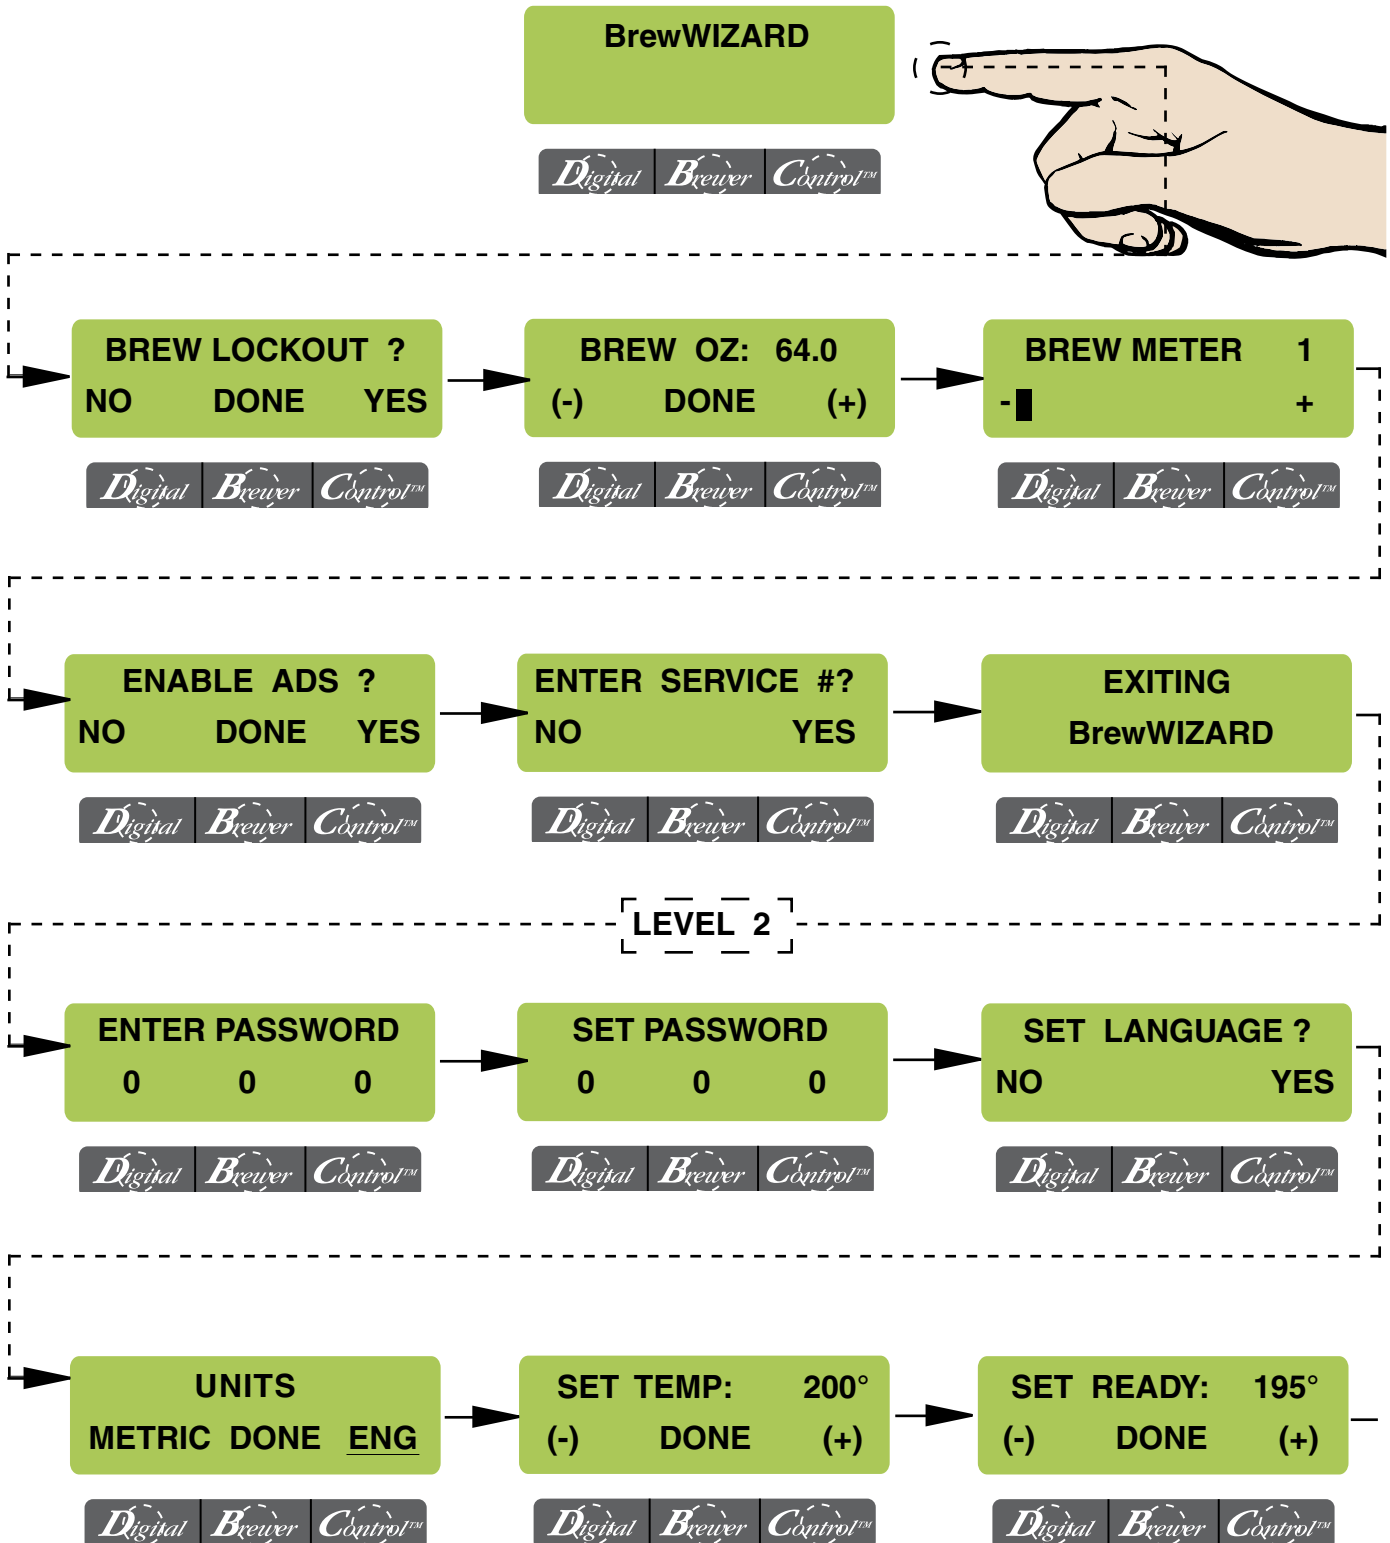 BrewWIZARD
Digital Brewer Control™
BREW LOCKOUT ?
NO DONE YES
Digital Brewer Control™
BREW OZ: 64.0
(-) DONE (+)
Digital Brewer Control™
BREW METER 1
- +
Digital Brewer Control™
ENABLE ADS ?
NO DONE YES
Digital Brewer Control™
ENTER SERVICE #?
NO YES
Digital Brewer Control™
EXITING
BrewWIZARD
Digital Brewer Control™
LEVEL 2
ENTER PASSWORD
0 0 0
Digital Brewer Control™
SET PASSWORD
0 0 0
Digital Brewer Control™
SET LANGUAGE ?
NO YES
Digital Brewer Control™
UNITS
METRIC DONE ENG
Digital Brewer Control™
SET TEMP: 200°
(-) DONE (+)
Digital Brewer Control™
SET READY: 195°
(-) DONE (+)
Digital Brewer Control™